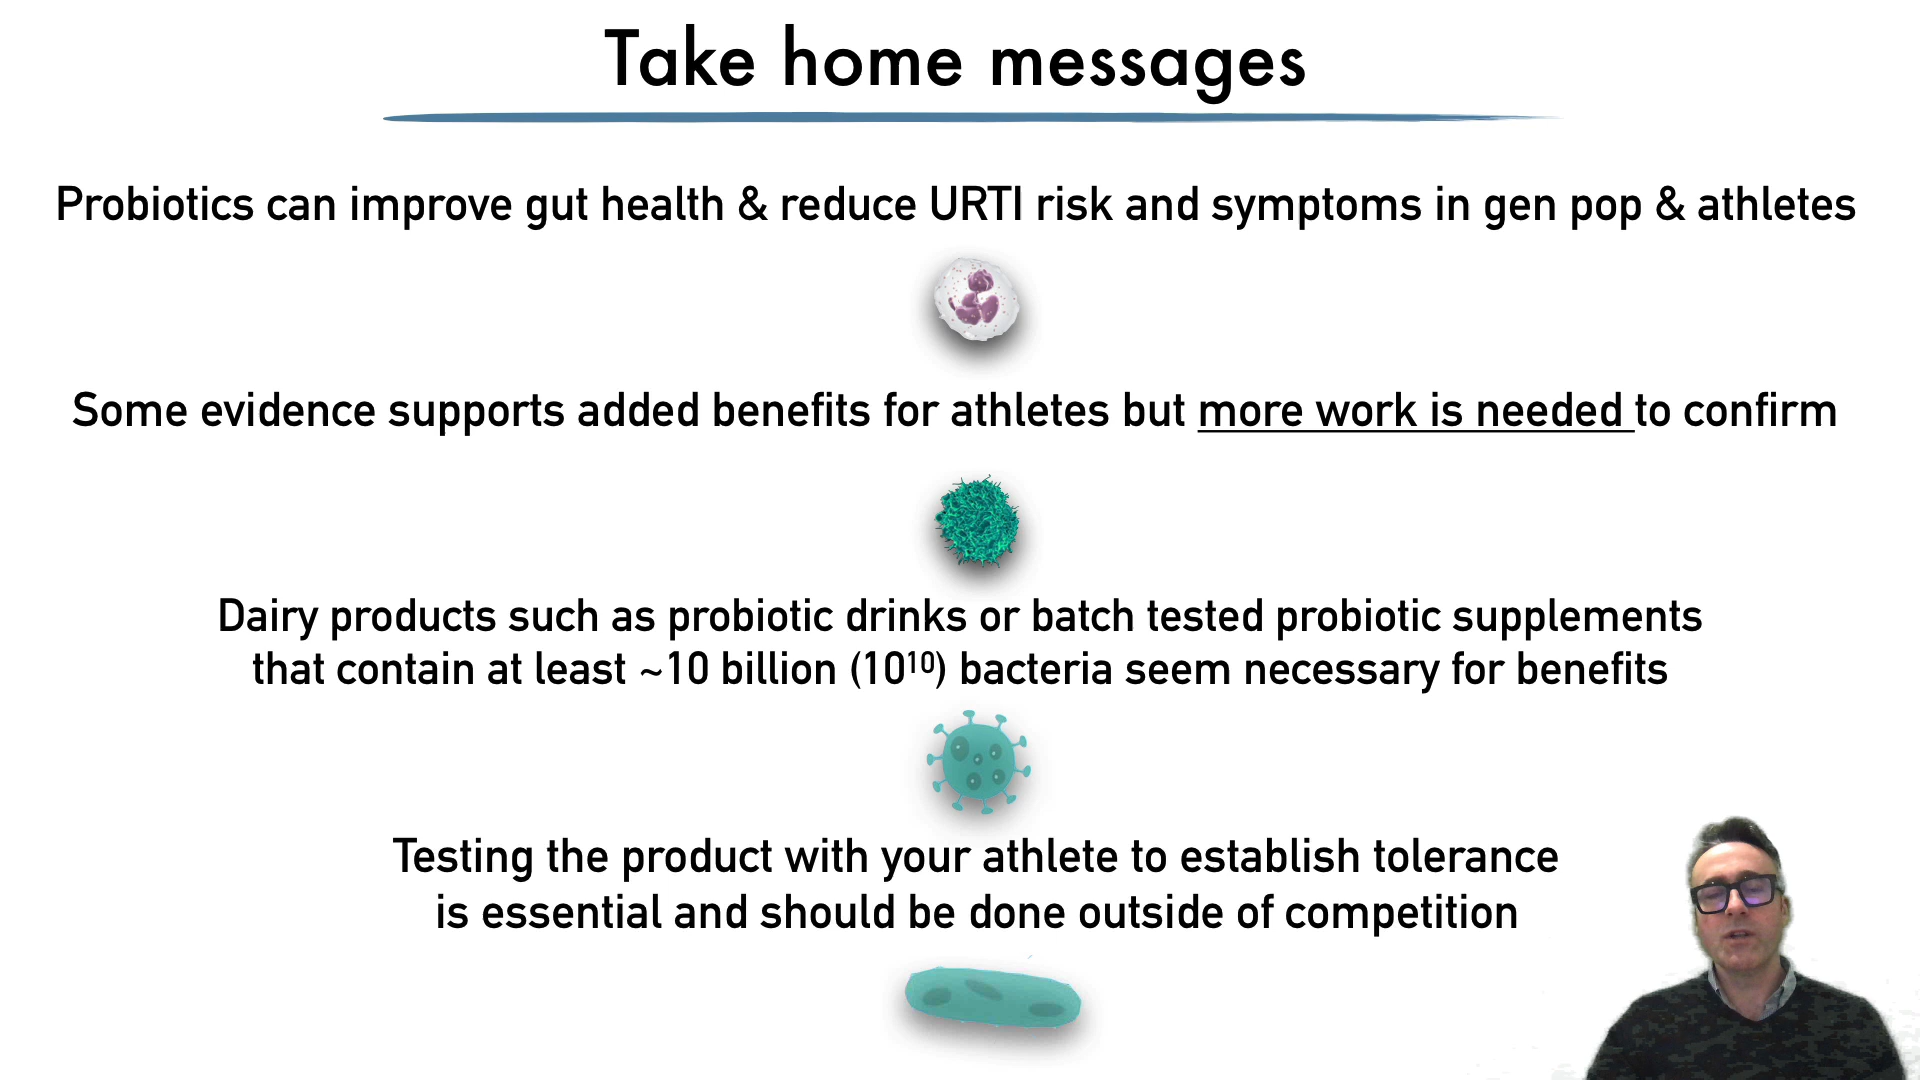 Take home messages
Probiotics can improve gut health & reduce URTI risk and symptoms in gen pop & athletes
Some evidence supports added benefits for athletes but more work is needed to confirm
Dairy products such as probiotic drinks or batch tested probiotic supplements
that contain at least ~10 billion (10¹⁰) bacteria seem necessary for benefits
Testing the product with your athlete to establish tolerance
is essential and should be done outside of competition